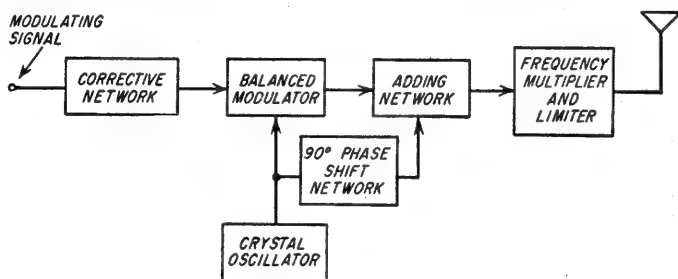 MODULATING
SIGNAL
CORRECTIVE
NETWORK
BALANCED
MODULATOR
ADDING
NETWORK
FREQUENCY
MULTIPLIER
AND
LIMITER
90° PHASE
SHIFT
NETWORK
CRYSTAL
OSCILLATOR